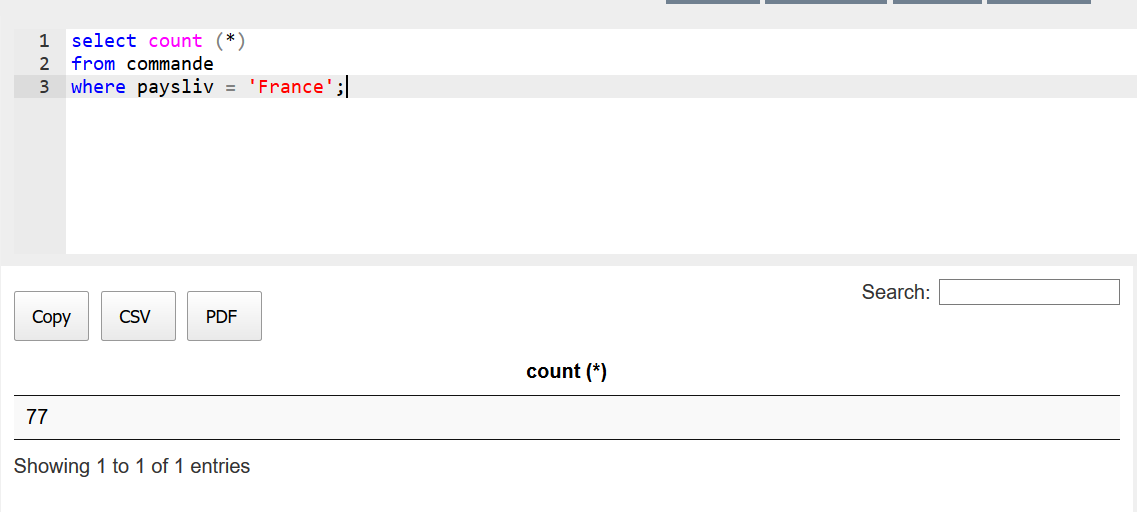 1 select count (*)
2 from commande
3 where paysliv = 'France';
Search:
Copy CSV PDF
count (*)
77
Showing 1 to 1 of 1 entries